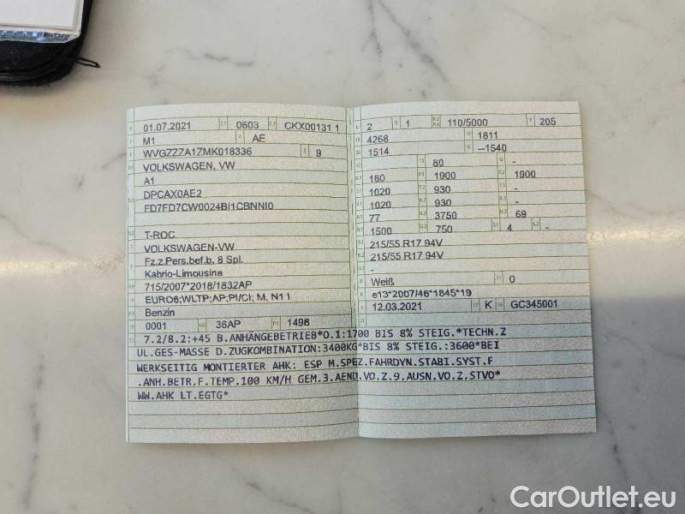 01.07.2021 0603 CKX00131 1
M1 AE
WVGZZZA1ZMK018336 9
VOLKSWAGEN, VW
A1
DPCAX0AE2
FD7FD7CW0024B/1CBNNI0
T-ROC
VOLKSWAGEN-VW
Fz.z.Pers.bef.b. 8 Spl.
Kabrio-Limousine
715/2007*2018/1832AP
EURO6;WLTP;AP;PI/CI; M, N1 I
Benzin
0001 36AP 1498
2 1 110/5000 205
4268 1811
1514 --1540
80 -
160 1900 1900
1020 930 -
1020 930 -
77 3750 69
1500 750 4 -
215/55 R17 94V
215/55 R17 94V
-
Weiß 0
e13*2007/46*1845*19
12.03.2021 K GC345001
7.2/8.2:+45 B.ANHÄNGEBETRIEB*O.1:1700 BIS 8% STEIG.*TECHN.Z
UL.GES-MASSE D.ZUGKOMBINATION:3400KG*BIS 8% STEIG.:3600*BEI
WERKSEITIG MONTIERTER AHK: ESP M.SPEZ.FAHRDYN.STABI.SYST.F
.ANH.BETR.F.TEMP.100 KM/H GEM.3.AEND.VO.Z.9.AUSN.VO.Z.STVO*
WW.AHK LT.EGTG*
CarOutlet.eu